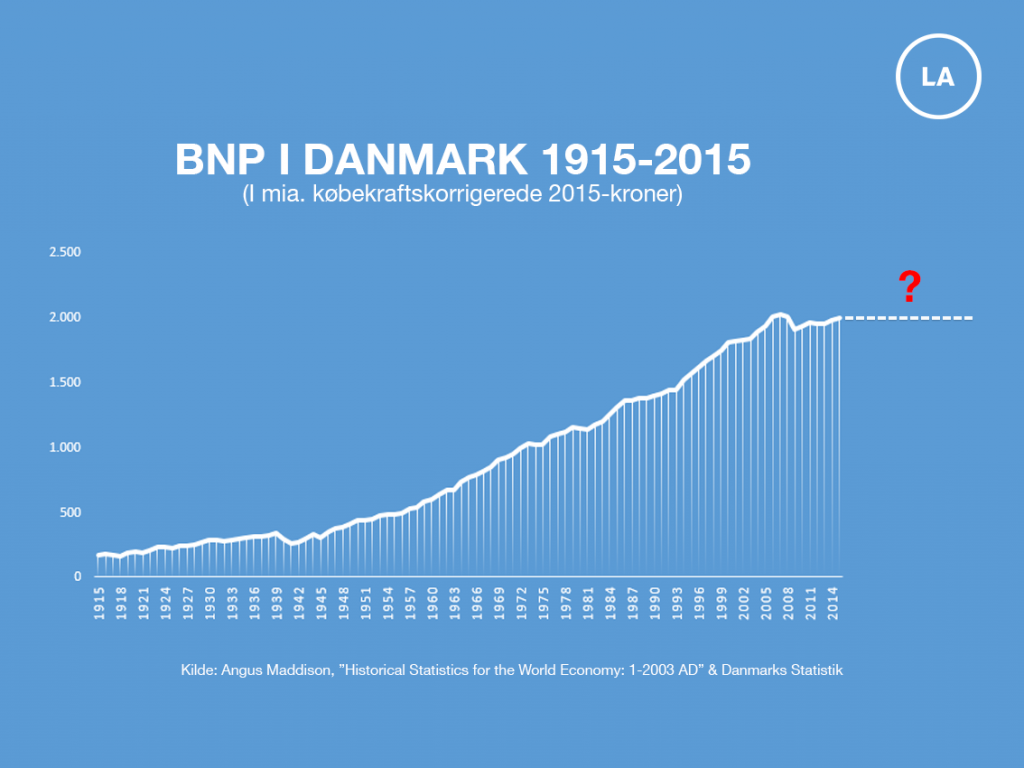 LA
BNP I DANMARK 1915-2015
(I mia. købekraftskorrigerede 2015-kroner)
2.500
?
2.000
1.500
1.000
500
0
1915 1918 1921 1924 1927 1930 1933 1936 1939 1942 1945 1948 1951 1954 1957 1960 1963 1966 1969 1972 1975 1978 1981 1984 1987 1990 1993 1996 1999 2002 2005 2008 2011 2014
Kilde: Angus Maddison, ”Historical Statistics for the World Economy: 1-2003 AD” & Danmarks Statistik